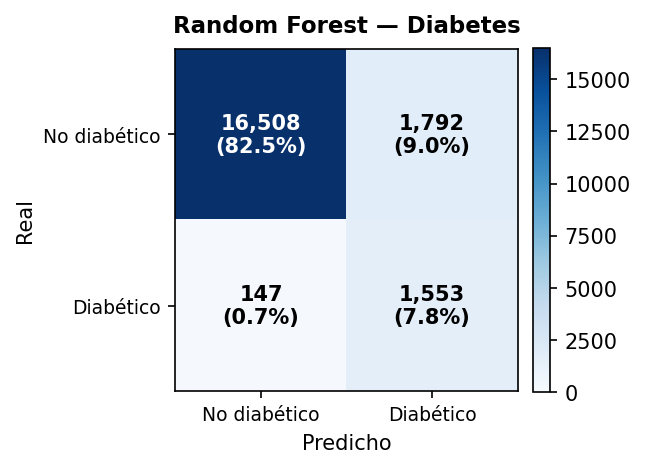 Random Forest — Diabetes
No diabético
Diabético
Real
16,508
(82.5%)
1,792
(9.0%)
147
(0.7%)
1,553
(7.8%)
No diabético
Diabético
Predicho
15000
12500
10000
7500
5000
2500
0